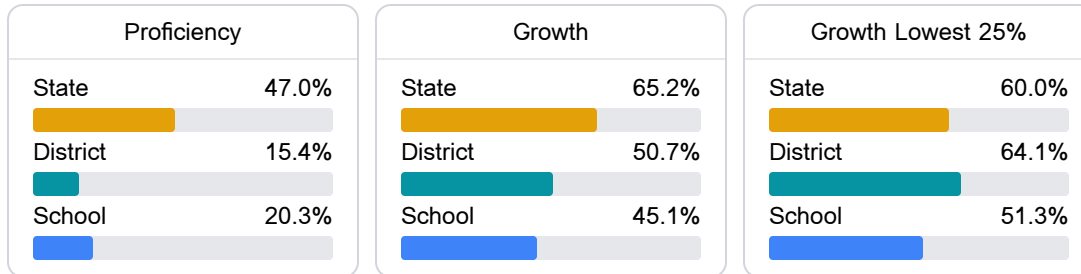 Proficiency
State 47.0%
District 15.4%
School 20.3%
Growth
State 65.2%
District 50.7%
School 45.1%
Growth Lowest 25%
State 60.0%
District 64.1%
School 51.3%